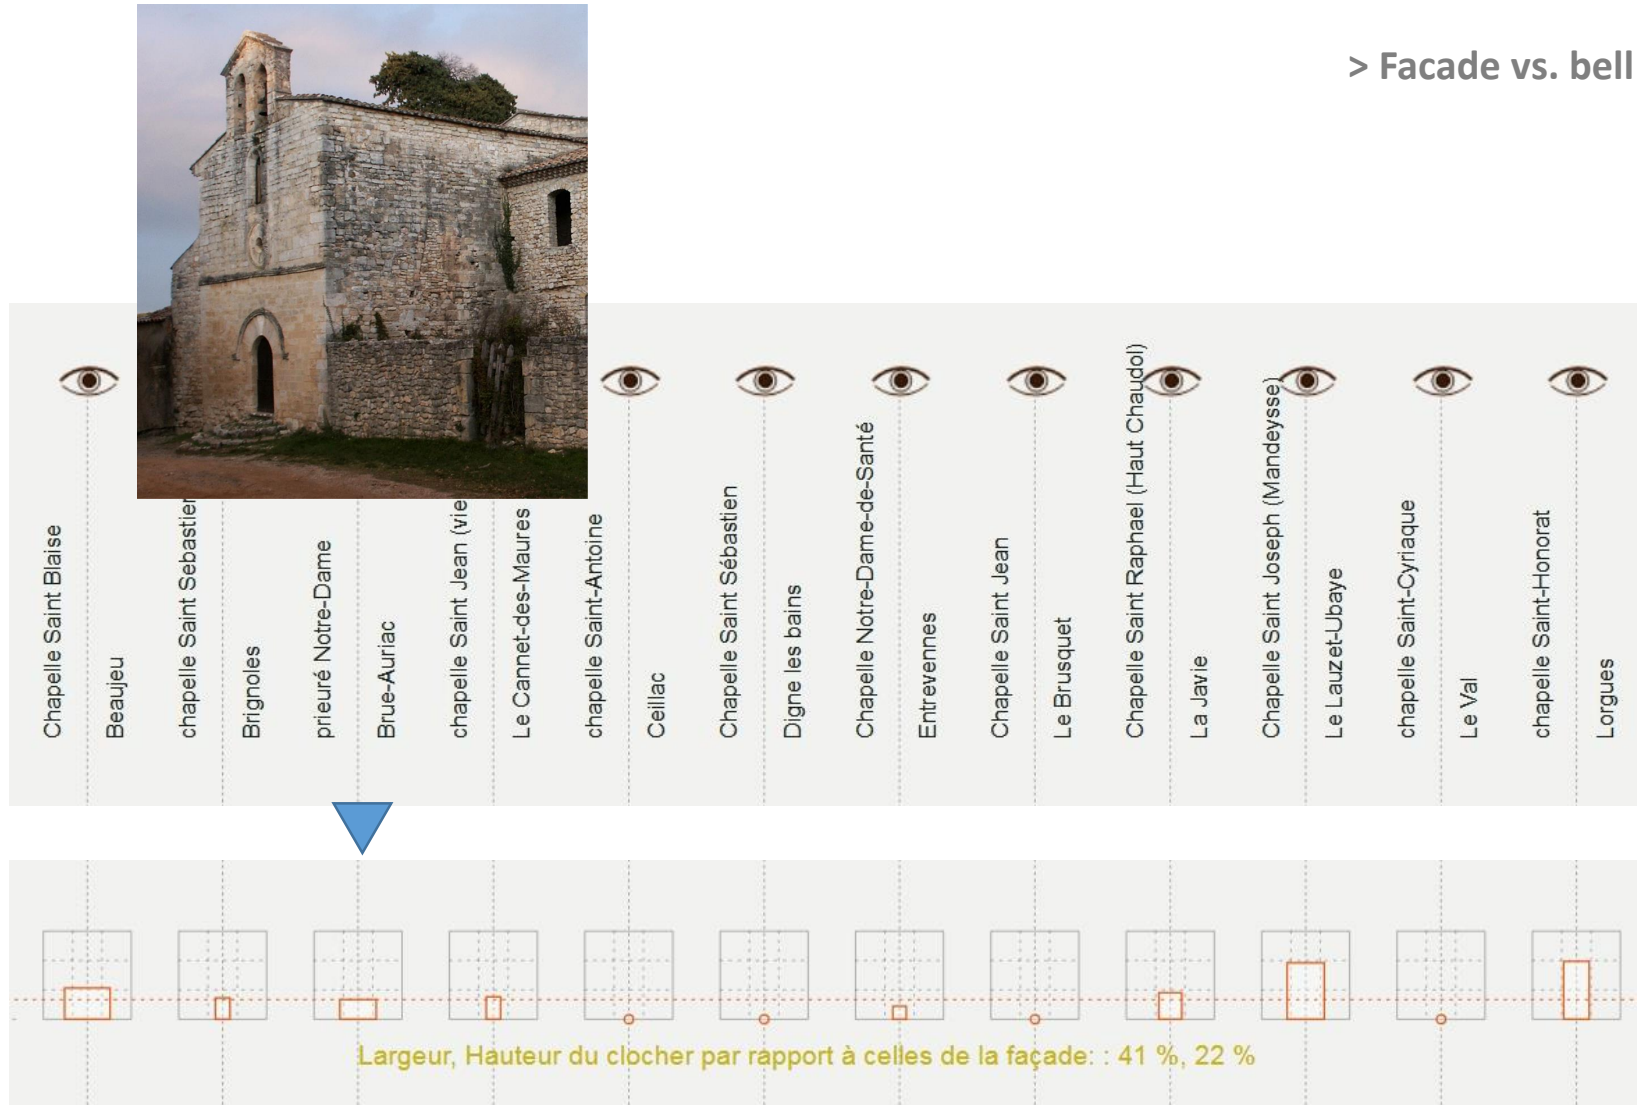 > Facade vs. bell
Chapelle Saint Blaise
Beaujeu
chapelle Saint Sebastien
Brignoles
prieuré Notre-Dame
Brue-Auriac
chapelle Saint Jean (vie
Le Cannet-des-Maures
chapelle Saint-Antoine
Ceillac
Chapelle Saint Sébastien
Digne les bains
Chapelle Notre-Dame-de-Santé
Entrevennes
Chapelle Saint Jean
Le Brusquet
Chapelle Saint Raphael (Haut Chaudol)
La Javie
Chapelle Saint Joseph (Mandeysse)
Le Lauzet-Ubaye
chapelle Saint-Cyriaque
Le Val
chapelle Saint-Honorat
Lorgues
Largeur, Hauteur du clocher par rapport à celles de la façade: : 41 %, 22 %